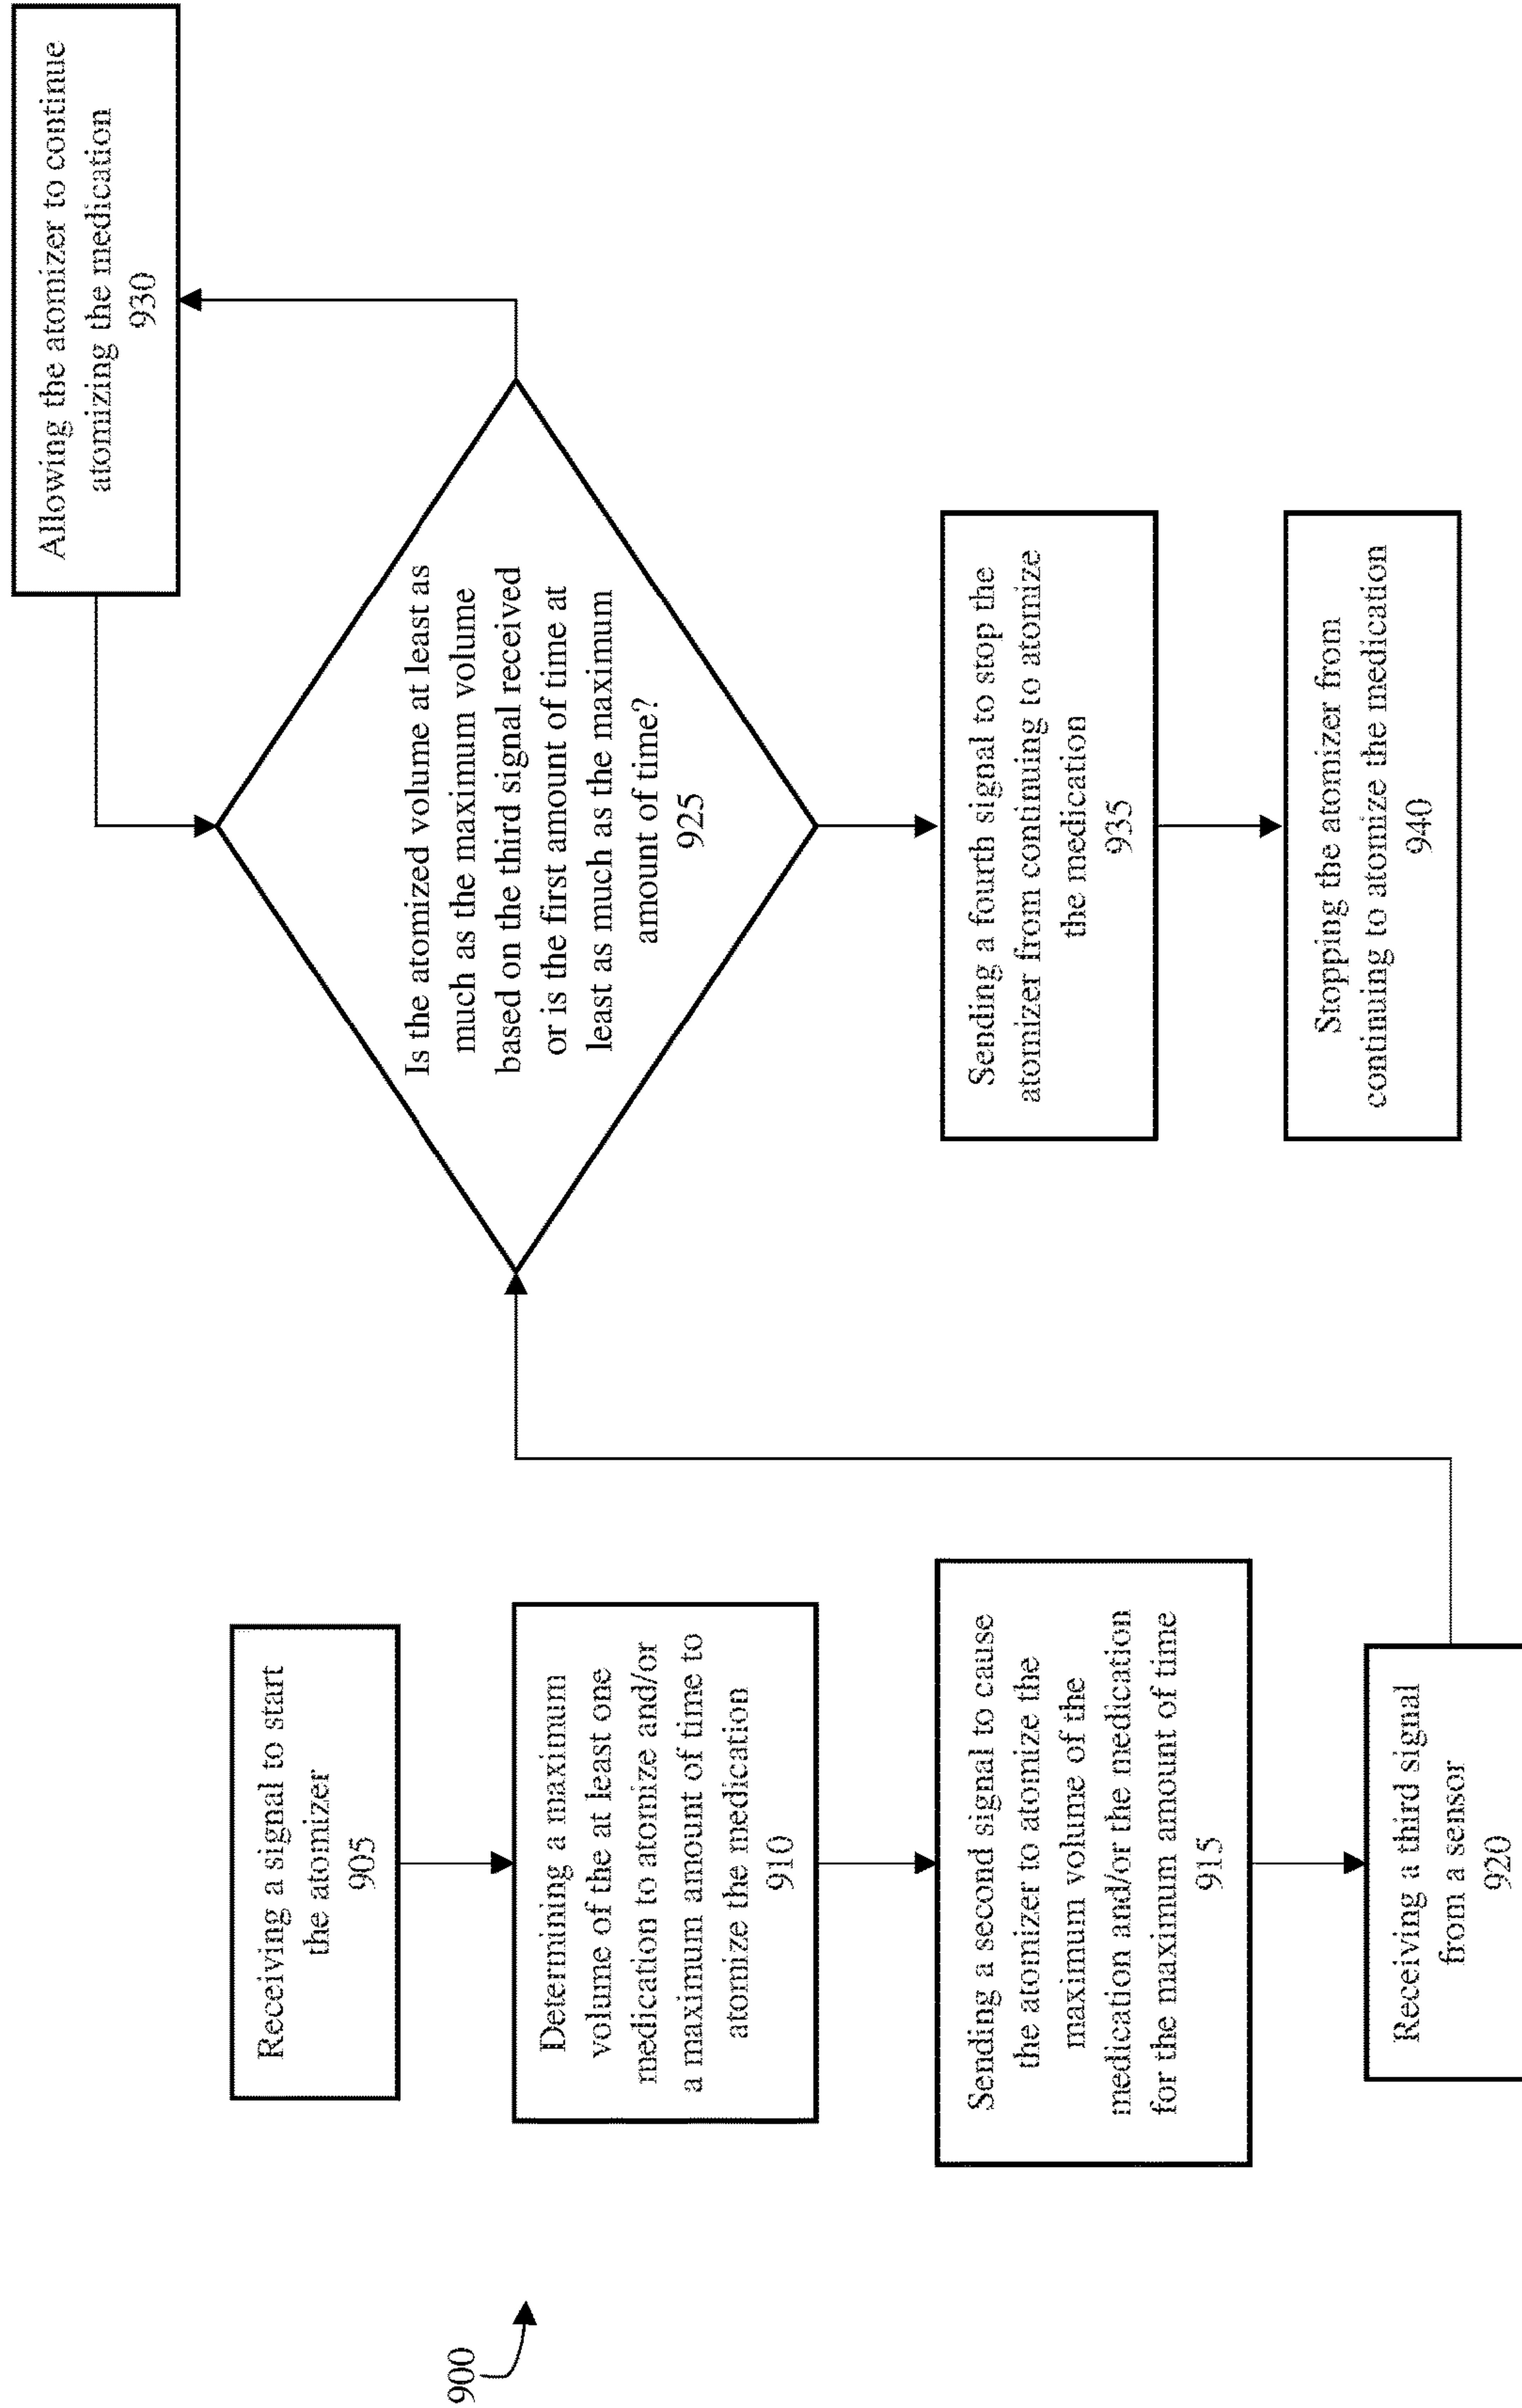 900
Receiving a signal to start
the atomizer
905
Determining a maximum
volume of the at least one
medication to atomize and/or
a maximum amount of time to
atomize the medication
910
Sending a second signal to cause
the atomizer to atomize the
maximum volume of the
medication and/or the medication
for the maximum amount of time
915
Receiving a third signal
from a sensor
920
Is the atomized volume at least as
much as the maximum volume
based on the third signal received
or is the first amount of time at
least as much as the maximum
amount of time?
925
Allowing the atomizer to continue
atomizing the medication
930
Sending a fourth signal to stop the
atomizer from continuing to atomize
the medication
935
Stopping the atomizer from
continuing to atomize the medication
940